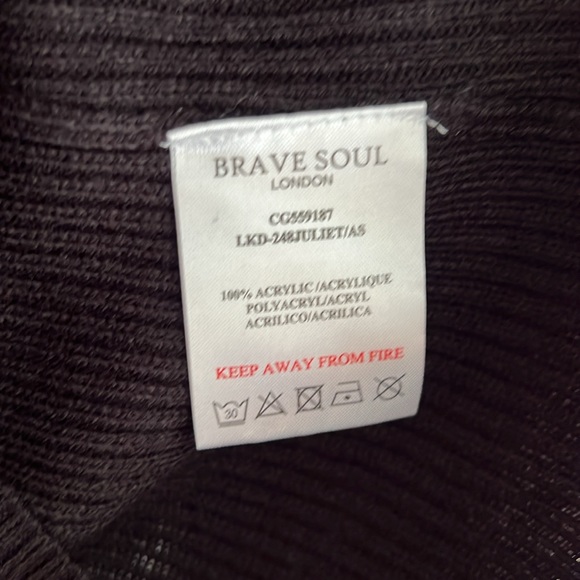 BRAVE SOUL
LONDON
CG559187
LKD-248JULIET/AS
100% ACRYLIC/ACRYLIQUE
POLYACRYL/ACRYL
ACRILICO/ACRILICA
KEEP AWAY FROM FIRE
30